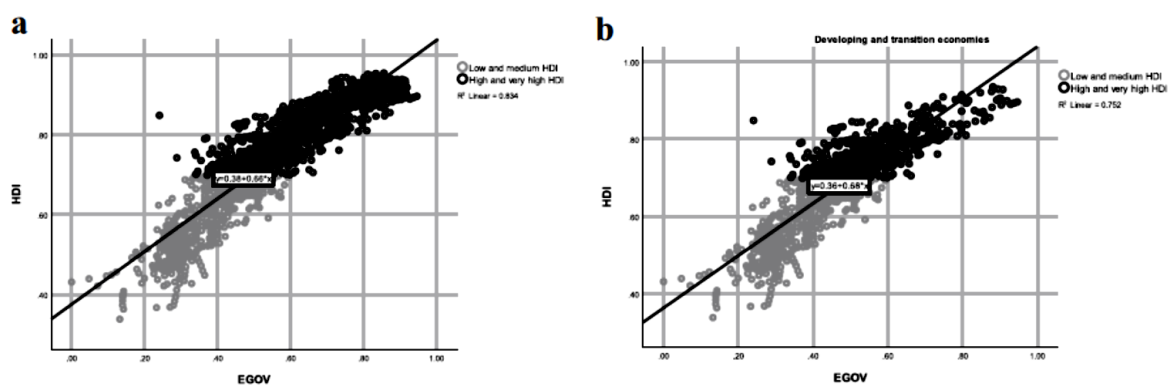 a
1.00
.80
.60
.40
HDI
.00 .20 .40 .60 .80 1.00
EGOV
y=0.38+0.66*x
Low and medium HDI
High and very high HDI
R² Linear = 0.834
b
Developing and transition economies
1.00
.80
.60
.40
HDI
.00 .20 .40 .60 .80 1.00
EGOV
y=0.36+0.68*x
Low and medium HDI
High and very high HDI
R² Linear = 0.752